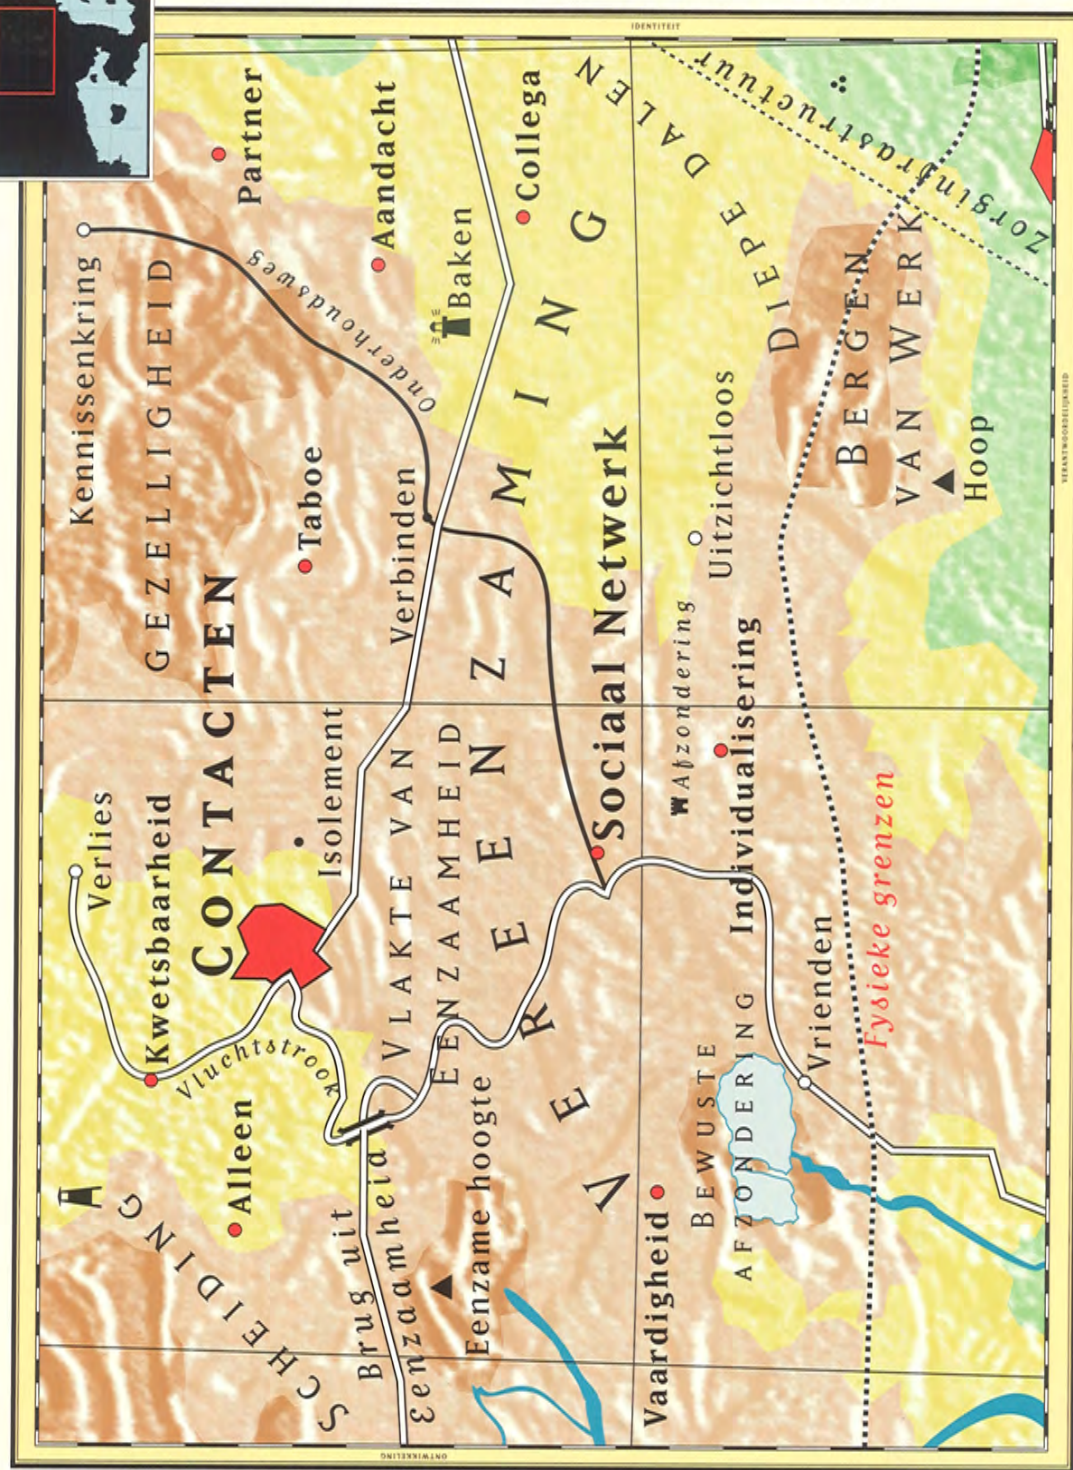 IDENTITEIT
VERANTWOORDELIJKHEID
ONTWIKKELING
Verlies
Kennissenkring
Kwetsbaarheid
GEZELLIGHEID
CONTACTEN
Partner
SCHEIDING
Alleen
Vluchtstrook
Isolement
Taboe
Onderhoudsweg
Aandacht
Brug uit
Eenzaamheid
VLAKTE VAN
EENZAAMHEID
Verbinden
Baken
Eenzame hoogte
VEREENZAMING
Collega
Sociaal Netwerk
Vaardigheid
Afzondering
BEWUSTE
AFZONDERING
Individualisering
Uitzichtloos
DIEPE DALEN
Zorginfrastructuur
Vrienden
Fysieke grenzen
BERGEN
VAN WERK
Hoop